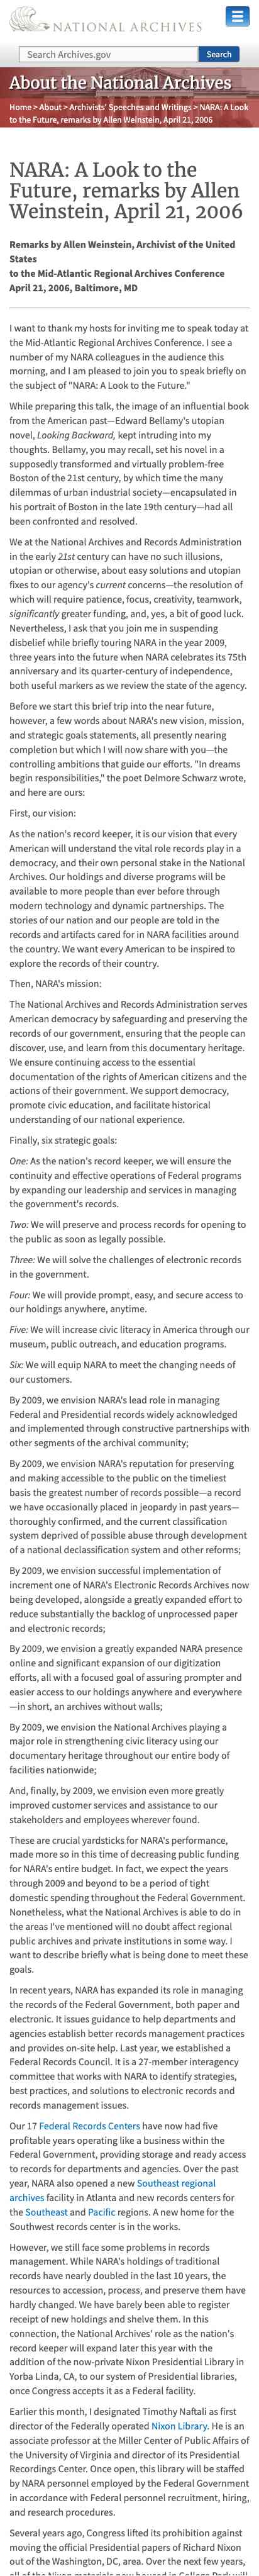 NATIONAL ARCHIVES
Search Archives.gov
Search
About the National Archives
Home > About > Archivists' Speeches and Writings > NARA: A Look
to the Future, remarks by Allen Weinstein, April 21, 2006
NARA: A Look to the
Future, remarks by Allen
Weinstein, April 21, 2006
Remarks by Allen Weinstein, Archivist of the United
States
to the Mid-Atlantic Regional Archives Conference
April 21, 2006, Baltimore, MD
I want to thank my hosts for inviting me to speak today at
the Mid-Atlantic Regional Archives Conference. I see a
number of my NARA colleagues in the audience this
morning, and I am pleased to join you to speak briefly on
the subject of "NARA: A Look to the Future."
While preparing this talk, the image of an influential book
from the American past—Edward Bellamy's utopian
novel, Looking Backward, kept intruding into my
thoughts. Bellamy, you may recall, set his novel in a
supposedly transformed and virtually problem-free
Boston of the 21st century, by which time the many
dilemmas of urban industrial society—encapsulated in
his portrait of Boston in the late 19th century—had all
been confronted and resolved.
We at the National Archives and Records Administration
in the early 21st century can have no such illusions,
utopian or otherwise, about easy solutions and utopian
fixes to our agency's current concerns—the resolution of
which will require patience, focus, creativity, teamwork,
significantly greater funding, and, yes, a bit of good luck.
Nevertheless, I ask that you join me in suspending
disbelief while briefly touring NARA in the year 2009,
three years into the future when NARA celebrates its 75th
anniversary and its quarter-century of independence,
both useful markers as we review the state of the agency.
Before we start this brief trip into the near future,
however, a few words about NARA's new vision, mission,
and strategic goals statements, all presently nearing
completion but which I will now share with you—the
controlling ambitions that guide our efforts. "In dreams
begin responsibilities," the poet Delmore Schwarz wrote,
and here are ours:
First, our vision:
As the nation's record keeper, it is our vision that every
American will understand the vital role records play in a
democracy, and their own personal stake in the National
Archives. Our holdings and diverse programs will be
available to more people than ever before through
modern technology and dynamic partnerships. The
stories of our nation and our people are told in the
records and artifacts cared for in NARA facilities around
the country. We want every American to be inspired to
explore the records of their country.
Then, NARA's mission:
The National Archives and Records Administration serves
American democracy by safeguarding and preserving the
records of our government, ensuring that the people can
discover, use, and learn from this documentary heritage.
We ensure continuing access to the essential
documentation of the rights of American citizens and the
actions of their government. We support democracy,
promote civic education, and facilitate historical
understanding of our national experience.
Finally, six strategic goals:
One: As the nation's record keeper, we will ensure the
continuity and effective operations of Federal programs
by expanding our leadership and services in managing
the government's records.
Two: We will preserve and process records for opening to
the public as soon as legally possible.
Three: We will solve the challenges of electronic records
in the government.
Four: We will provide prompt, easy, and secure access to
our holdings anywhere, anytime.
Five: We will increase civic literacy in America through our
museum, public outreach, and education programs.
Six: We will equip NARA to meet the changing needs of
our customers.
By 2009, we envision NARA's lead role in managing
Federal and Presidential records widely acknowledged
and implemented through constructive partnerships with
other segments of the archival community;
By 2009, we envision NARA's reputation for preserving
and making accessible to the public on the timeliest
basis the greatest number of records possible—a record
we have occasionally placed in jeopardy in past years—
thoroughly confirmed, and the current classification
system deprived of possible abuse through development
of a national declassification system and other reforms;
By 2009, we envision successful implementation of
increment one of NARA's Electronic Records Archives now
being developed, alongside a greatly expanded effort to
reduce substantially the backlog of unprocessed paper
and electronic records;
By 2009, we envision a greatly expanded NARA presence
online and significant expansion of our digitization
efforts, all with a focused goal of assuring prompter and
easier access to our holdings anywhere and everywhere
—in short, an archives without walls;
By 2009, we envision the National Archives playing a
major role in strengthening civic literacy using our
documentary heritage throughout our entire body of
facilities nationwide;
And, finally, by 2009, we envision even more greatly
improved customer services and assistance to our
stakeholders and employees wherever found.
These are crucial yardsticks for NARA's performance,
made more so in this time of decreasing public funding
for NARA's entire budget. In fact, we expect the years
through 2009 and beyond to be a period of tight
domestic spending throughout the Federal Government.
Nonetheless, what the National Archives is able to do in
the areas I've mentioned will no doubt affect regional
public archives and private institutions in some way. I
want to describe briefly what is being done to meet these
goals.
In recent years, NARA has expanded its role in managing
the records of the Federal Government, both paper and
electronic. It issues guidance to help departments and
agencies establish better records management practices
and provides on-site help. Last year, we established a
Federal Records Council. It is a 27-member interagency
committee that works with NARA to identify strategies,
best practices, and solutions to electronic records and
records management issues.
Our 17 Federal Records Centers have now had five
profitable years operating like a business within the
Federal Government, providing storage and ready access
to records for departments and agencies. Over the past
year, NARA also opened a new Southeast regional
archives facility in Atlanta and new records centers for
the Southeast and Pacific regions. A new home for the
Southwest records center is in the works.
However, we still face some problems in records
management. While NARA's holdings of traditional
records have nearly doubled in the last 10 years, the
resources to accession, process, and preserve them have
hardly changed. We have barely been able to register
receipt of new holdings and shelve them. In this
connection, the National Archives' role as the nation's
record keeper will expand later this year with the
addition of the now-private Nixon Presidential Library in
Yorba Linda, CA, to our system of Presidential libraries,
once Congress accepts it as a Federal facility.
Earlier this month, I designated Timothy Naftali as first
director of the Federally operated Nixon Library. He is an
associate professor at the Miller Center of Public Affairs of
the University of Virginia and director of its Presidential
Recordings Center. Once open, this library will be staffed
by NARA personnel employed by the Federal Government
in accordance with Federal personnel recruitment, hiring,
and research procedures.
Several years ago, Congress lifted its prohibition against
moving the official Presidential papers of Richard Nixon
out of the Washington, DC, area. Over the next few years,